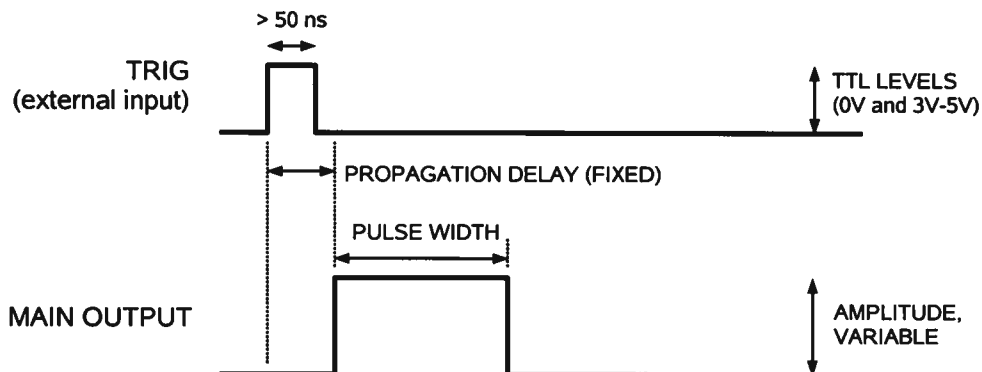 > 50 ns
TRIG
(external input)
TTL LEVELS
(0V and 3V-5V)
PROPAGATION DELAY (FIXED)
PULSE WIDTH
MAIN OUTPUT
AMPLITUDE,
VARIABLE